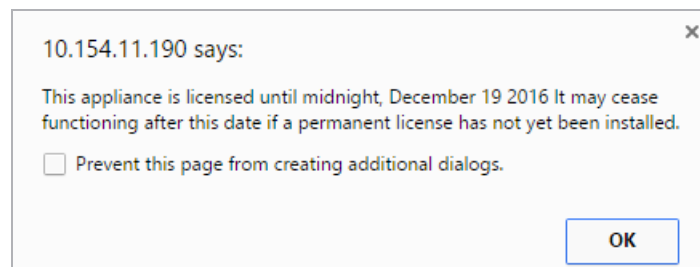 10.154.11.190 says:
This appliance is licensed until midnight, December 19 2016 It may cease
functioning after this date if a permanent license has not yet been installed.
Prevent this page from creating additional dialogs.
OK